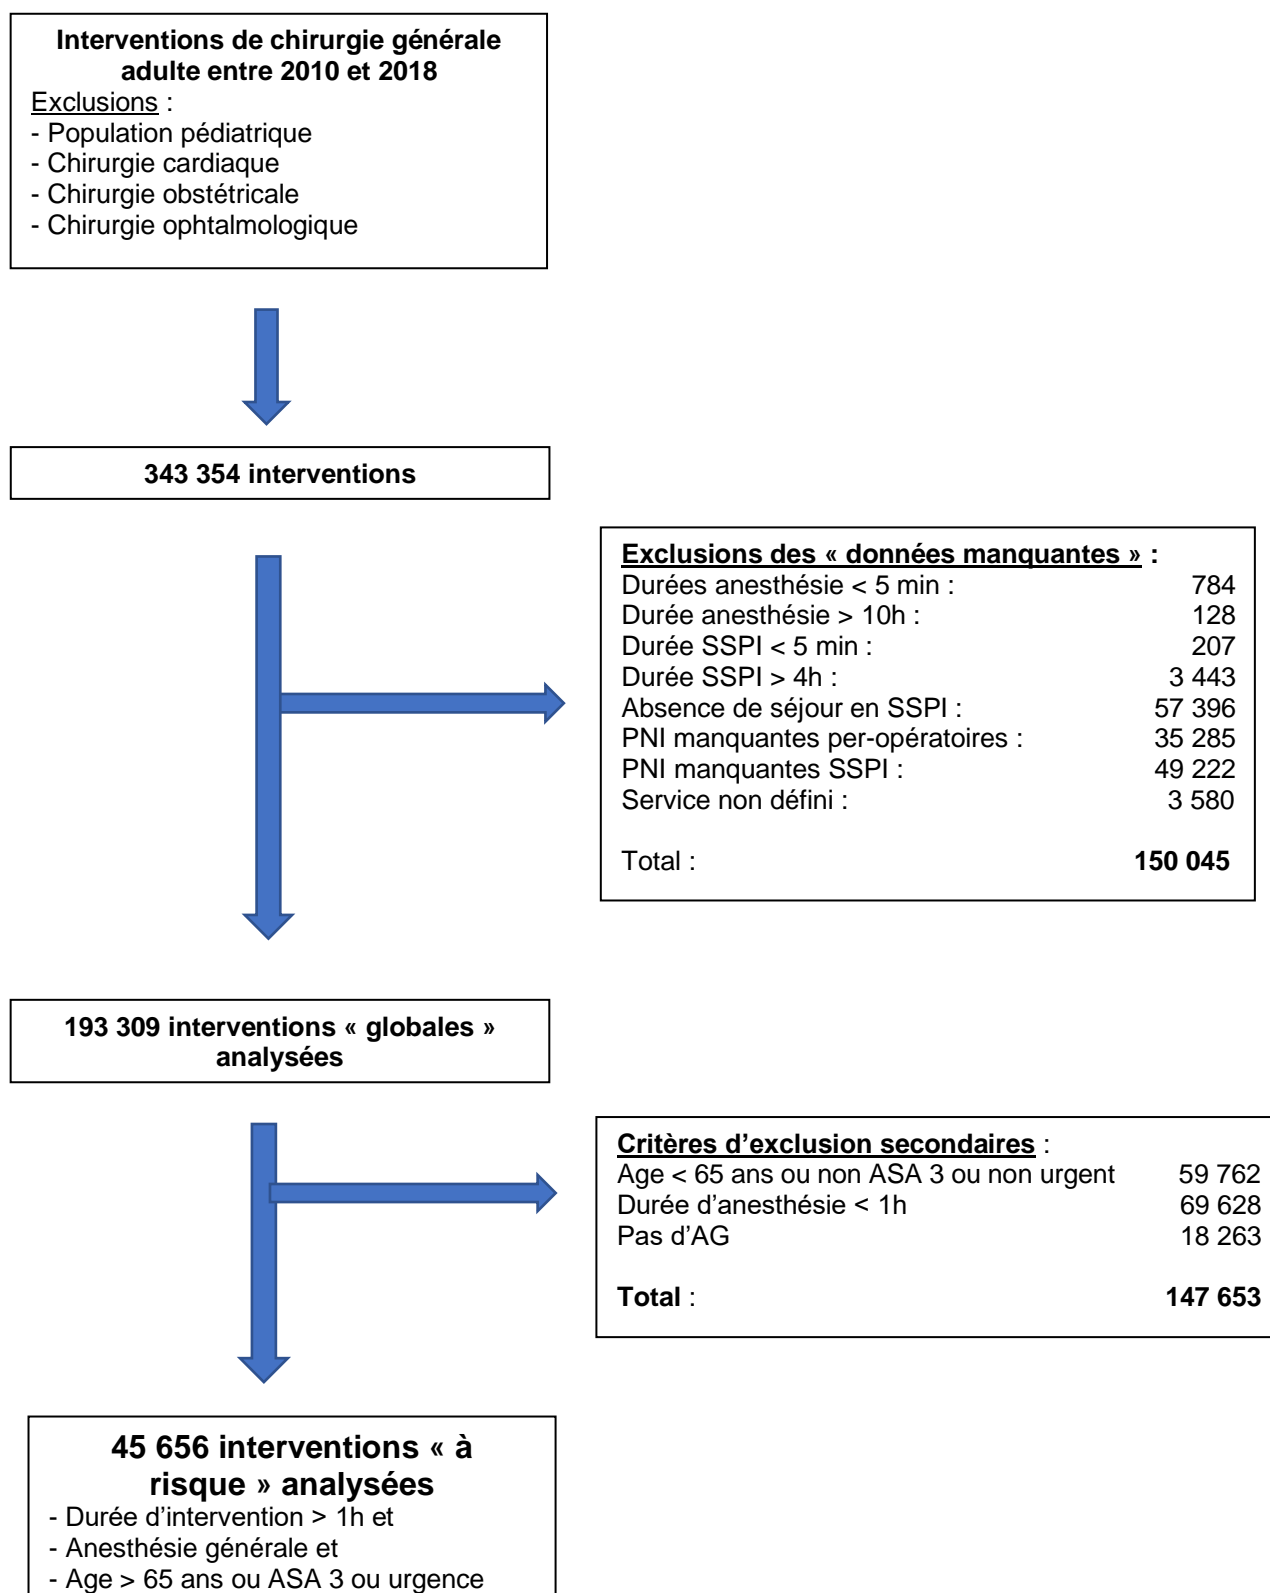 Interventions de chirurgie générale
adulte entre 2010 et 2018
Exclusions :
- Population pédiatrique
- Chirurgie cardiaque
- Chirurgie obstétricale
- Chirurgie ophtalmologique
343 354 interventions
Exclusions des « données manquantes » :
Durées anesthésie < 5 min : 784
Durée anesthésie > 10h : 128
Durée SSPI < 5 min : 207
Durée SSPI > 4h : 3 443
Absence de séjour en SSPI : 57 396
PNI manquantes per-opératoires : 35 285
PNI manquantes SSPI : 49 222
Service non défini : 3 580
Total : 150 045
193 309 interventions « globales »
analysées
Critères d’exclusion secondaires :
Age < 65 ans ou non ASA 3 ou non urgent 59 762
Durée d’anesthésie < 1h 69 628
Pas d’AG 18 263
Total : 147 653
45 656 interventions « à
risque » analysées
- Durée d’intervention > 1h et
- Anesthésie générale et
- Age > 65 ans ou ASA 3 ou urgence